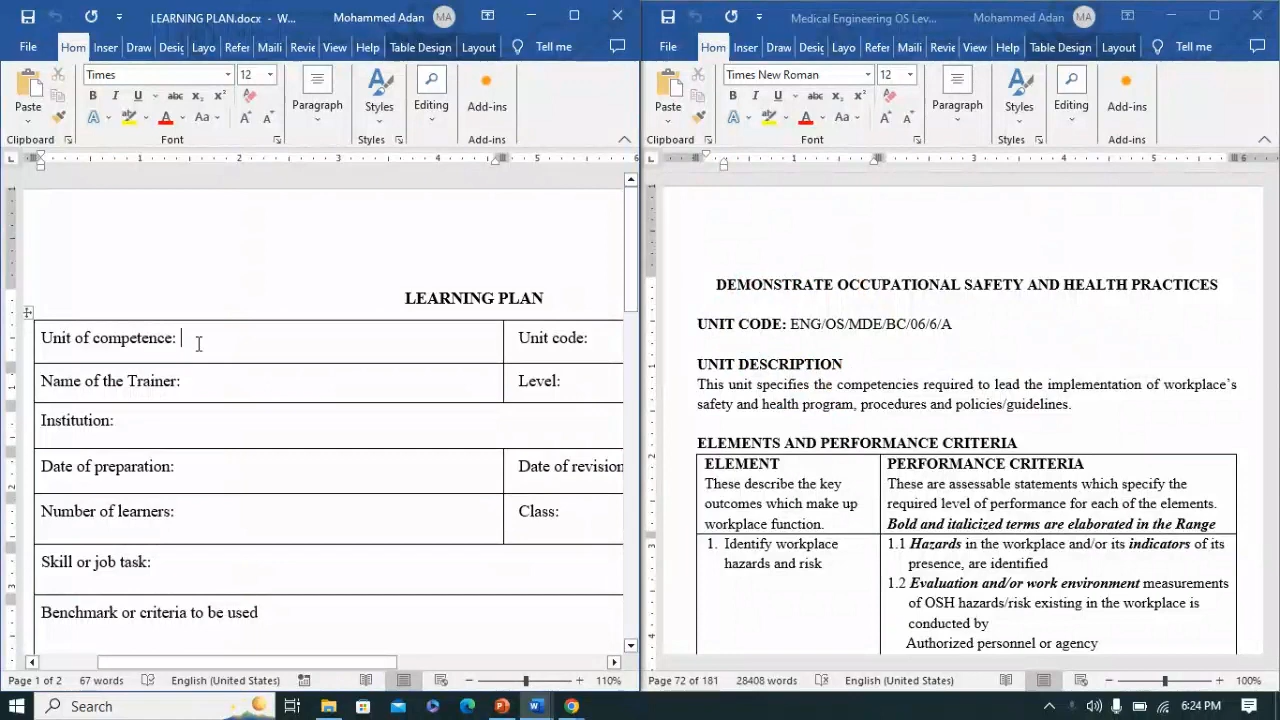 LEARNING PLAN.docx - W...
Mohammed Adan
MA
File
Hom
Inser
Draw
Desig
Layo
Refer
Maili
Revie
View
Help
Table Design
Layout
Tell me
Times
12
Paste
Paragraph
Styles
Editing
Add-ins
Clipboard
Font
Styles
Add-ins
LEARNING PLAN
Unit of competence:
Unit code:
Name of the Trainer:
Level:
Institution:
Date of preparation:
Date of revision
Number of learners:
Class:
Skill or job task:
Benchmark or criteria to be used
Page 1 of 2
67 words
English (United States)
110%
Medical Engineering OS Lev...
Mohammed Adan
MA
File
Hom
Inser
Draw
Desig
Layo
Refer
Maili
Revie
View
Help
Table Design
Layout
Tell me
Times New Roman
12
Paste
Paragraph
Styles
Editing
Add-ins
Clipboard
Font
Styles
Add-ins
DEMONSTRATE OCCUPATIONAL SAFETY AND HEALTH PRACTICES
UNIT CODE: ENG/OS/MDE/BC/06/6/A
UNIT DESCRIPTION
This unit specifies the competencies required to lead the implementation of workplace’s
safety and health program, procedures and policies/guidelines.
ELEMENTS AND PERFORMANCE CRITERIA
ELEMENT
These describe the key
outcomes which make up
workplace function.
PERFORMANCE CRITERIA
These are assessable statements which specify the
required level of performance for each of the elements.
Bold and italicized terms are elaborated in the Range
1. Identify workplace
hazards and risk
1.1 Hazards in the workplace and/or its indicators of its
presence, are identified
1.2 Evaluation and/or work environment measurements
of OSH hazards/risk existing in the workplace is
conducted by
Authorized personnel or agency
Page 72 of 181
28408 words
English (United States)
100%
Search
6:24 PM